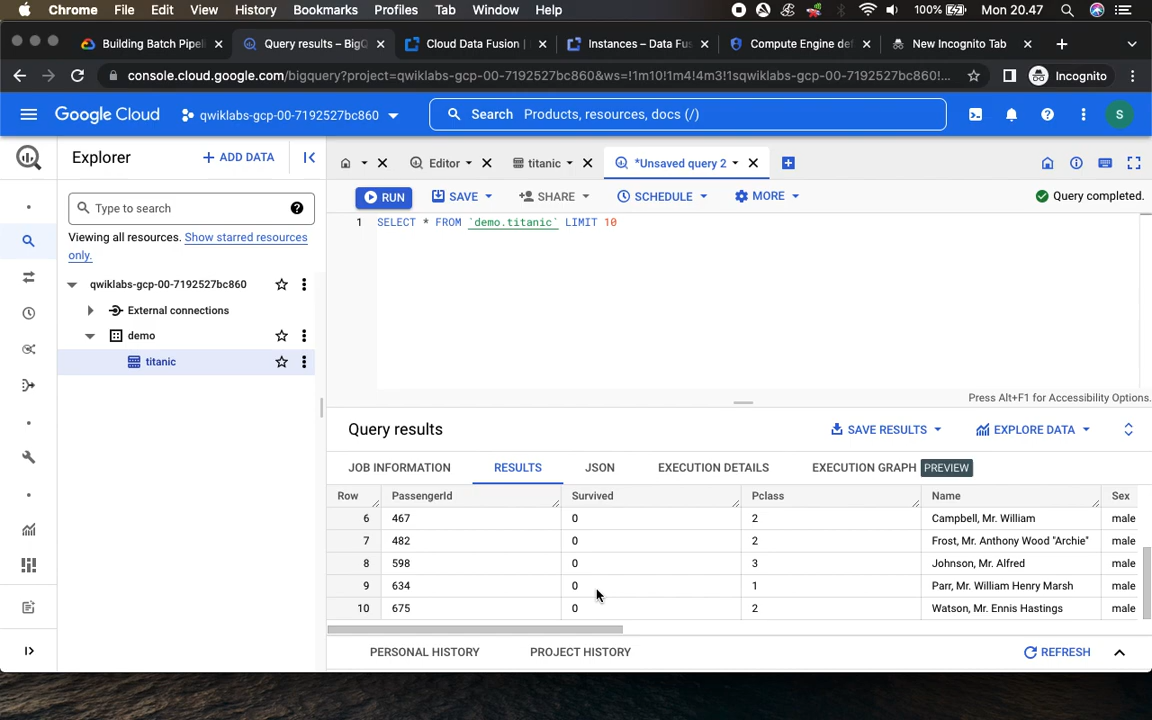 Chrome File Edit View History Bookmarks Profiles Tab Window Help 100% Mon 20.47
Building Batch Pipeli Query results – BigQ Cloud Data Fusion | Instances – Data Fus Compute Engine def New Incognito Tab
console.cloud.google.com/bigquery?project=qwiklabs-gcp-00-7192527bc860&ws=!1m10!1m4!4m3!1sqwiklabs-gcp-00-7192527bc860!... Incognito
Google Cloud qwiklabs-gcp-00-7192527bc860 Search Products, resources, docs (/) S
Explorer + ADD DATA Editor titanic *Unsaved query 2
RUN SAVE SHARE SCHEDULE MORE Query completed.
Type to search
Viewing all resources. Show starred resources
only.
1 SELECT * FROM `demo.titanic` LIMIT 10
qwiklabs-gcp-00-7192527bc860
External connections
demo
titanic
Press Alt+F1 for Accessibility Options.
Query results SAVE RESULTS EXPLORE DATA
JOB INFORMATION RESULTS JSON EXECUTION DETAILS EXECUTION GRAPH PREVIEW
Row PassengerId Survived Pclass Name Sex
6 467 0 2 Campbell, Mr. William male
7 482 0 2 Frost, Mr. Anthony Wood "Archie" male
8 598 0 3 Johnson, Mr. Alfred male
9 634 0 1 Parr, Mr. William Henry Marsh male
10 675 0 2 Watson, Mr. Ennis Hastings male
PERSONAL HISTORY PROJECT HISTORY REFRESH